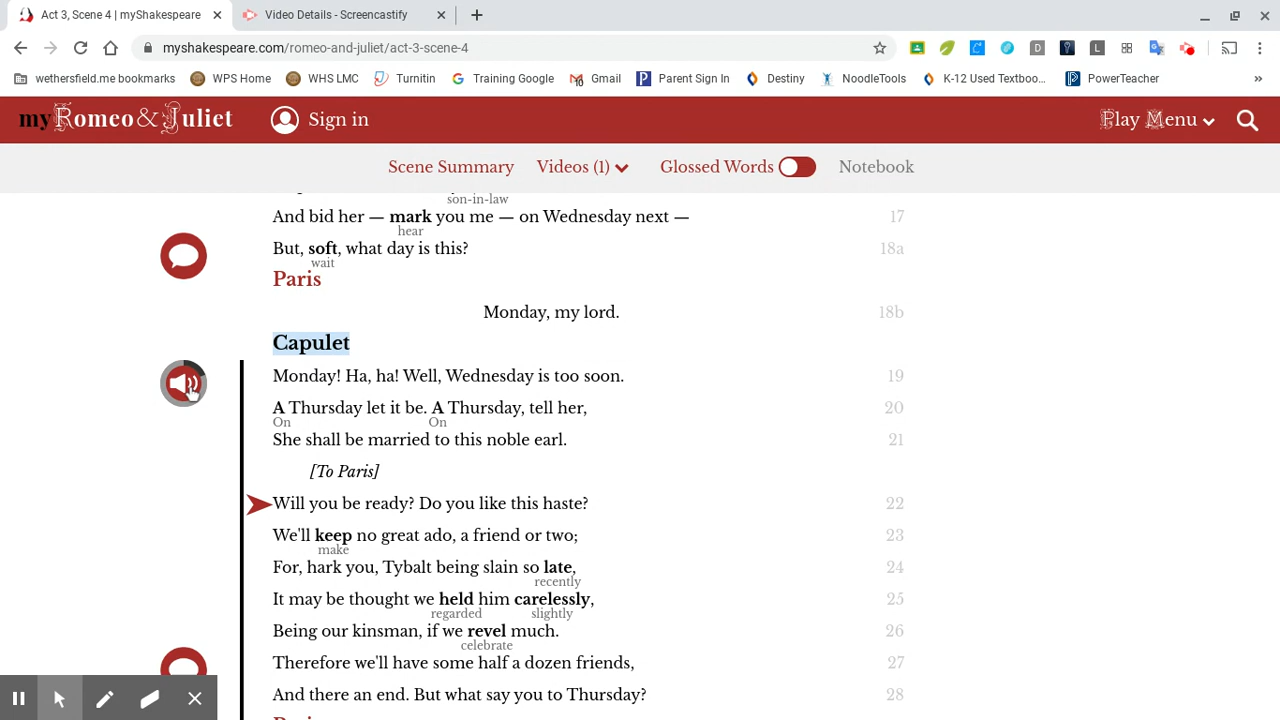 Act 3, Scene 4 | myShakespeare
Video Details - Screencastify
myshakespeare.com/romeo-and-juliet/act-3-scene-4
wethersfield.me bookmarks
WPS Home
WHS LMC
Turnitin
Training Google
Gmail
Parent Sign In
Destiny
NoodleTools
K-12 Used Textboo...
PowerTeacher
»
myRomeo&Juliet
Sign in
Play Menu
Scene Summary
Videos (1)
Glossed Words
Notebook
son-in-law
And bid her — mark you me — on Wednesday next — 17
hear
But, soft, what day is this? 18a
wait
Paris
Monday, my lord. 18b
Capulet
Monday! Ha, ha! Well, Wednesday is too soon. 19
A Thursday let it be. A Thursday, tell her, 20
On On
She shall be married to this noble earl. 21
[To Paris]
Will you be ready? Do you like this haste? 22
We'll keep no great ado, a friend or two; 23
make
For, hark you, Tybalt being slain so late, 24
recently
It may be thought we held him carelessly, 25
regarded slightly
Being our kinsman, if we revel much. 26
celebrate
Therefore we'll have some half a dozen friends, 27
And there an end. But what say you to Thursday? 28